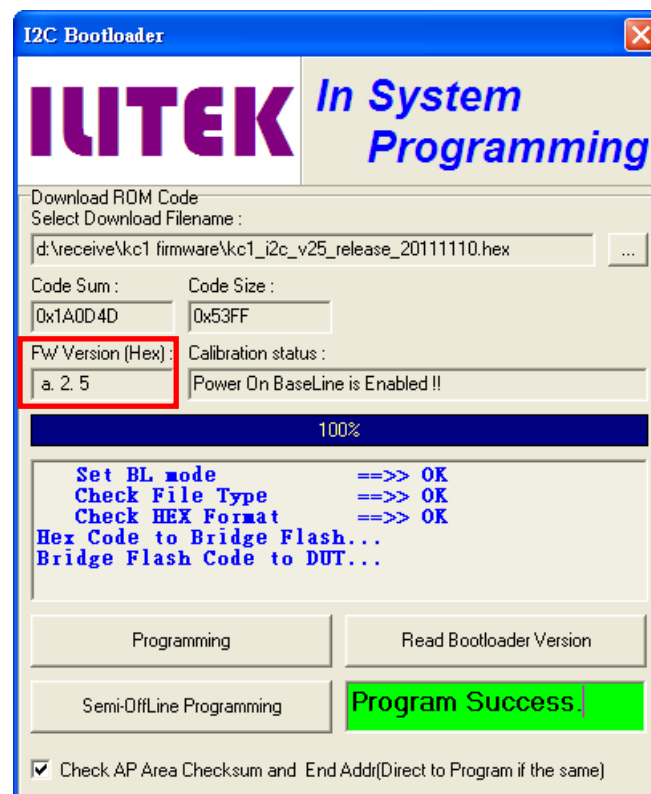 I2C Bootloader
ILITEK
In System
Programming
Download ROM Code
Select Download Filename :
d:\receive\kc1 firmware\kc1_i2c_v25_release_20111110.hex
...
Code Sum : Code Size :
0x1A0D4D 0x53FF
FW Version (Hex) : Calibration status :
a. 2. 5 Power On BaseLine is Enabled !!
100%
Set BL mode ==>> OK
Check File Type ==>> OK
Check HEX Format ==>> OK
Hex Code to Bridge Flash...
Bridge Flash Code to DUT...
Programming Read Bootloader Version
Semi-OffLine Programming Program Success.
Check AP Area Checksum and End Addr(Direct to Program if the same)